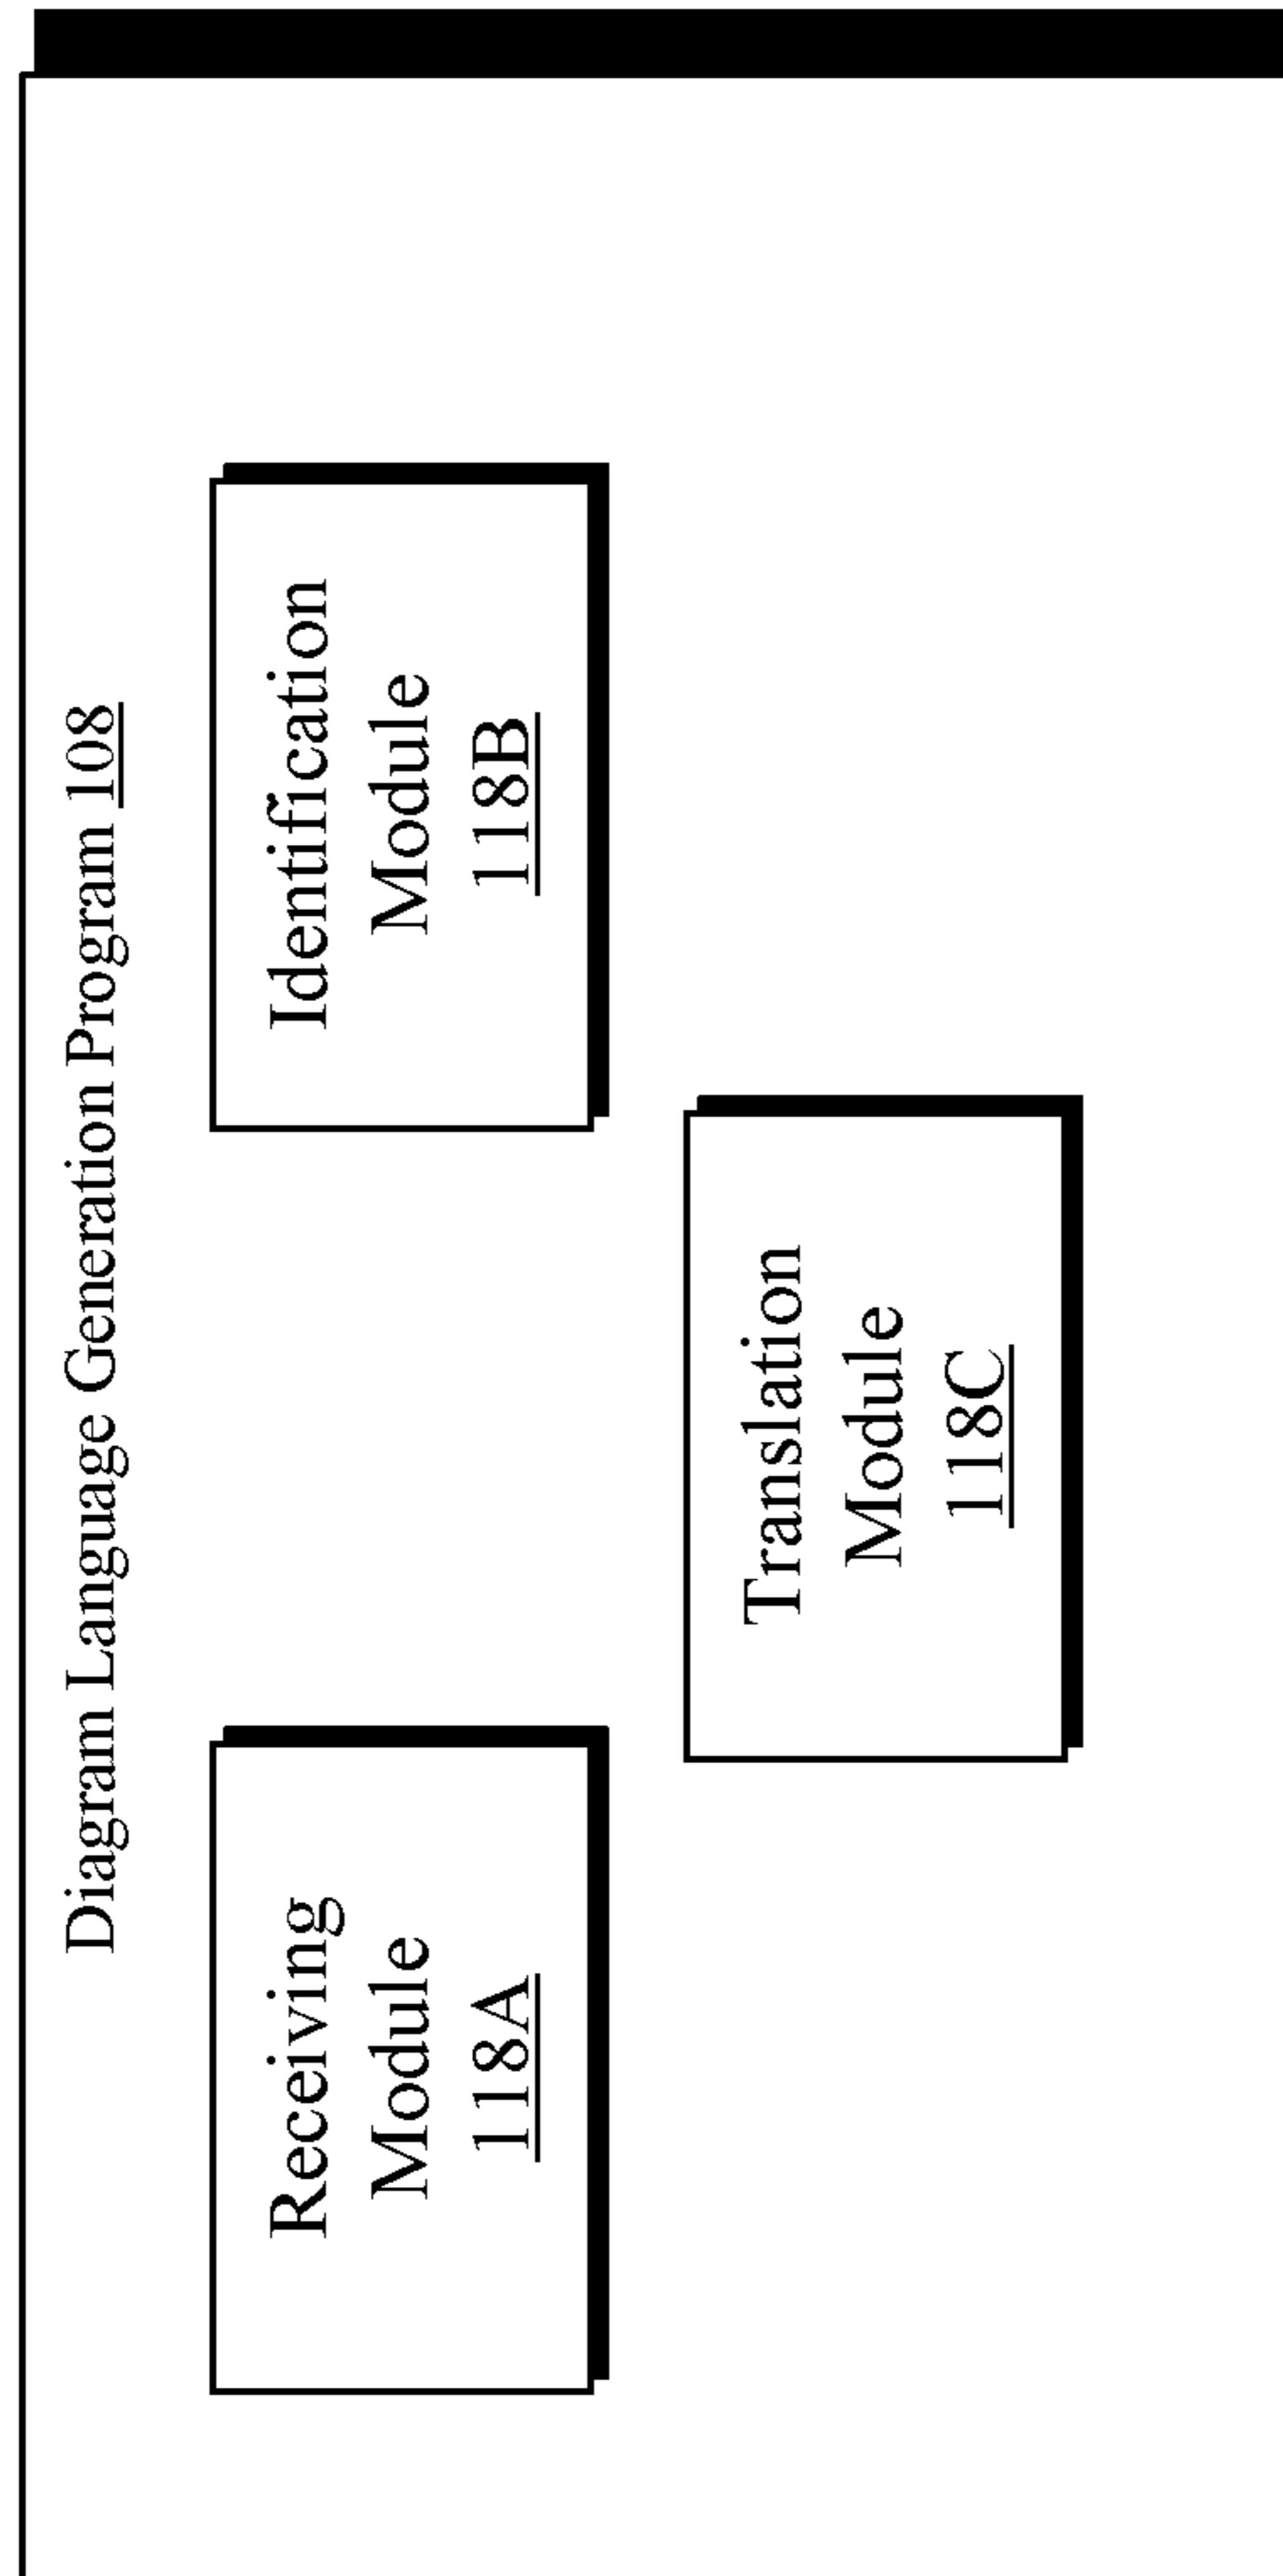 Diagram Language Generation Program 108
Receiving
Module
118A
Identification
Module
118B
Translation
Module
118C